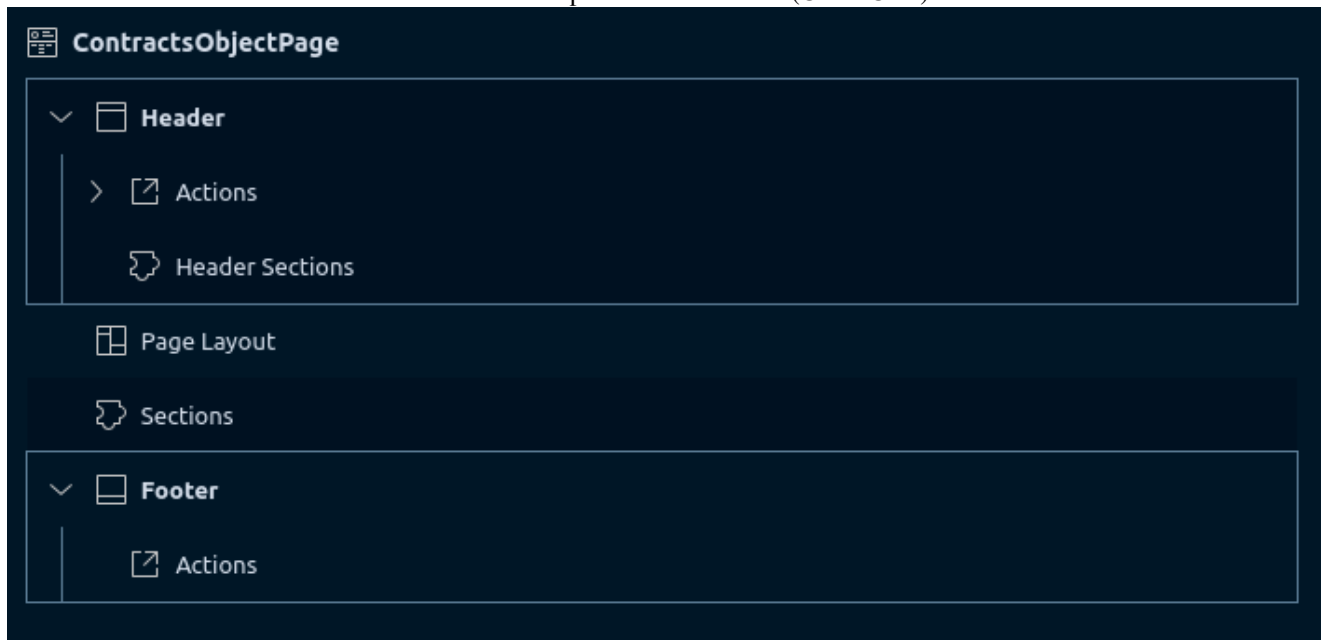 ContractsObjectPage
Header
Actions
Header Sections
Page Layout
Sections
Footer
Actions